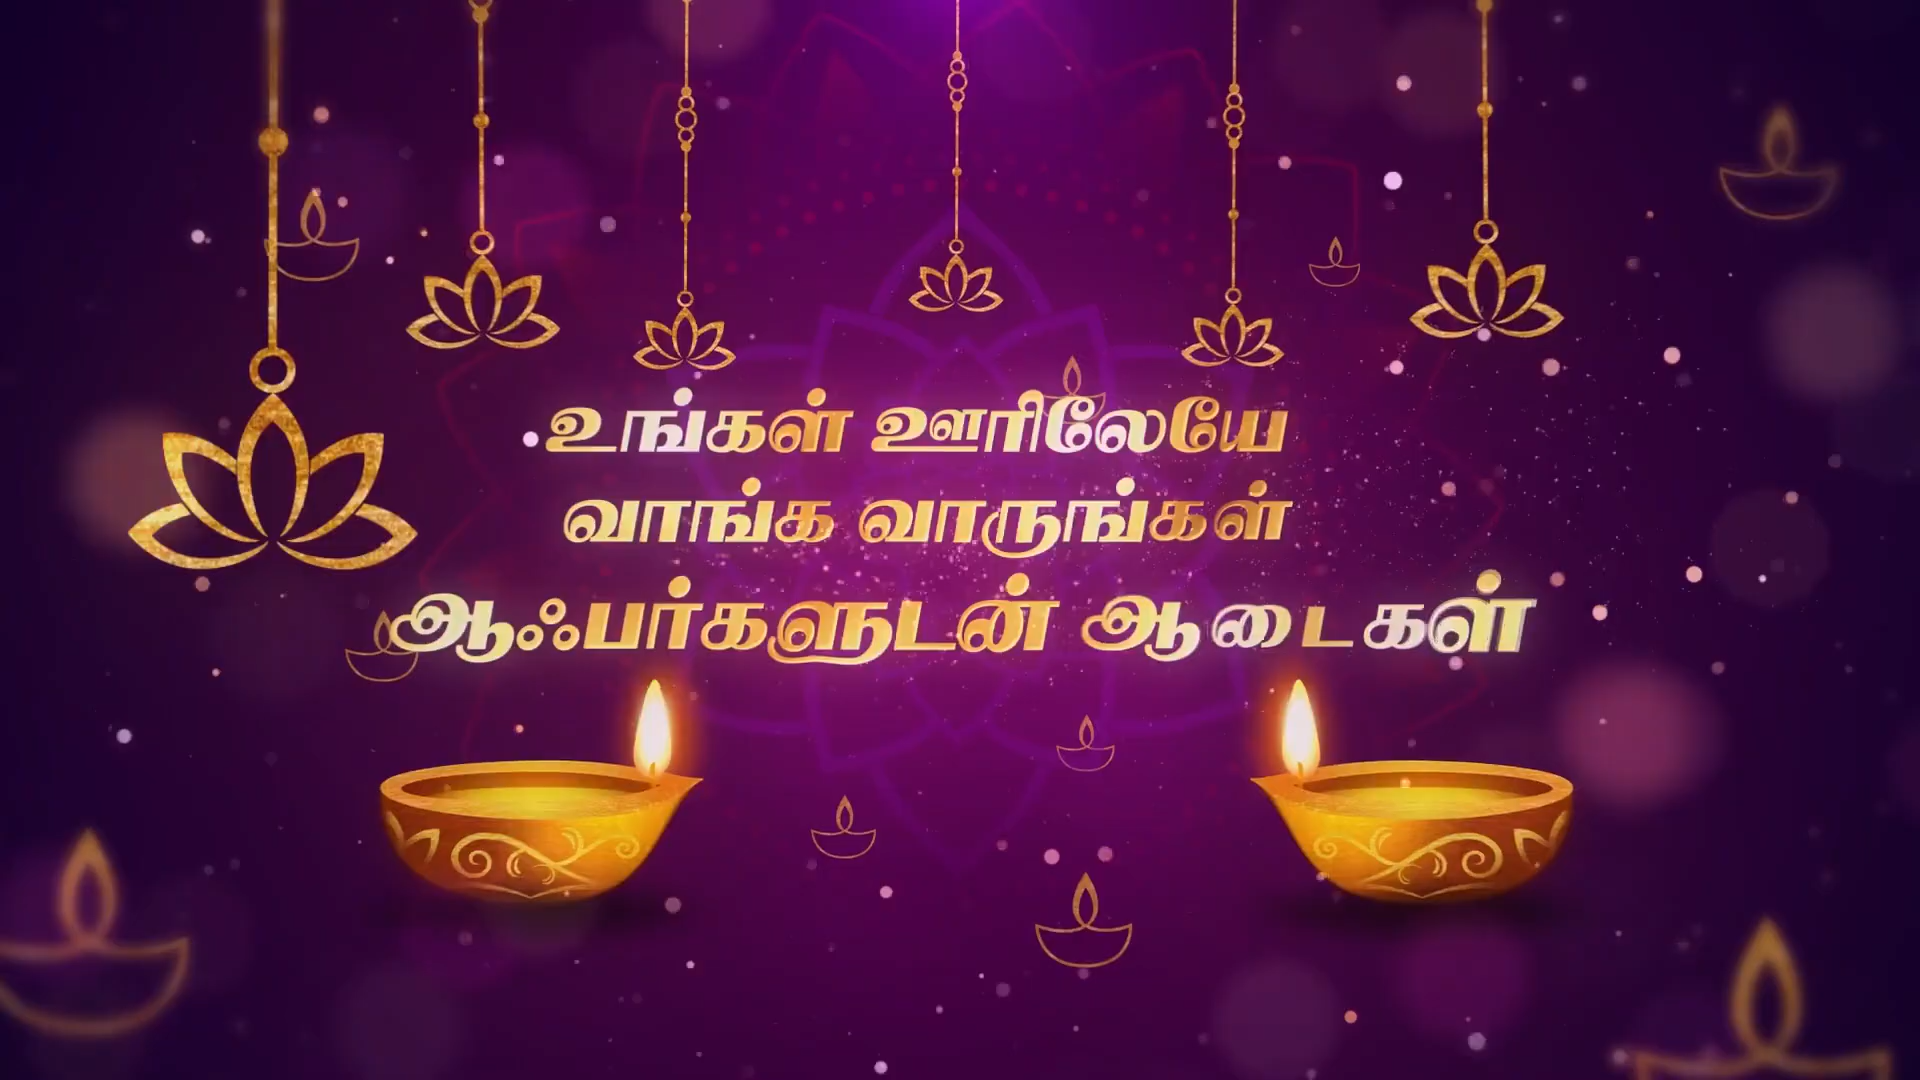 உங்கள் ஊரிலேயே
வாங்க வாருங்கள்
ஆஃபர்களுடன் ஆடைகள்